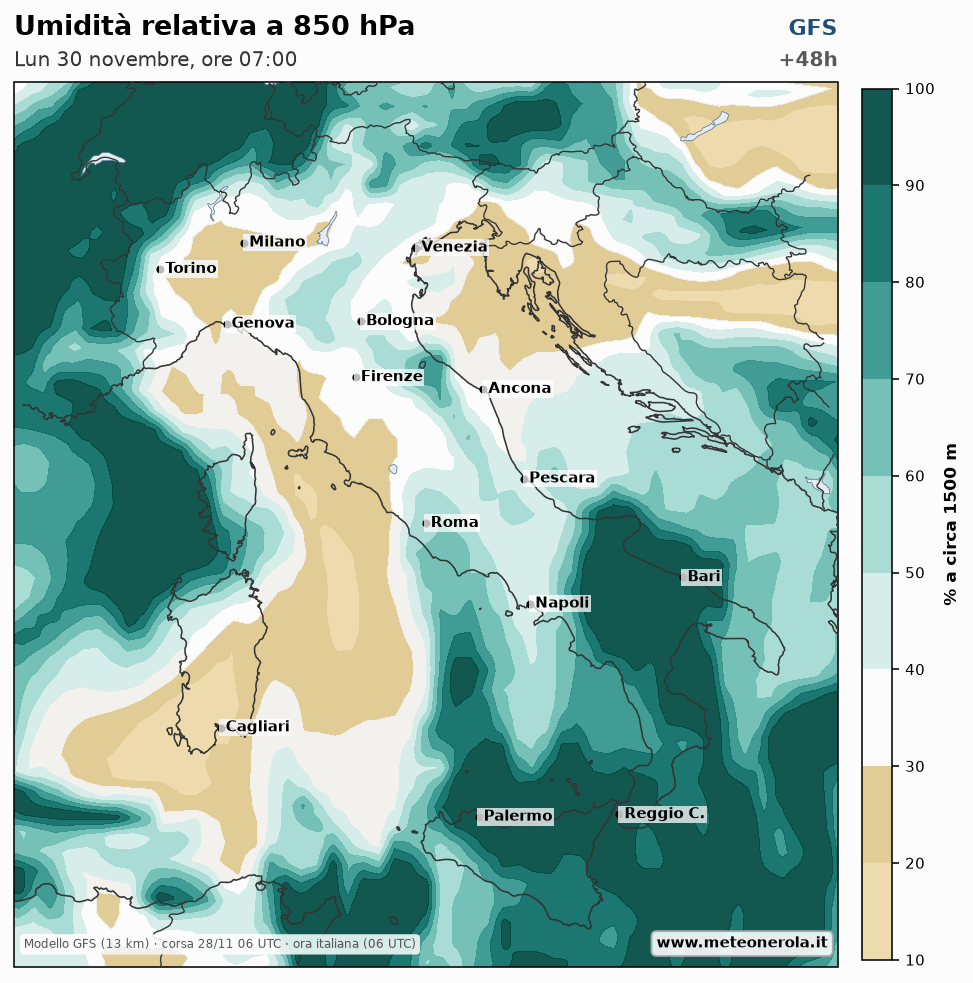 Umidità relativa a 850 hPa
GFS
Lun 30 novembre, ore 07:00
+48h
Milano
Venezia
Torino
Genova
Bologna
Firenze
Ancona
Pescara
Roma
Bari
Napoli
Cagliari
Palermo
Reggio C.
100
90
80
70
60
50
40
30
20
10
% a circa 1500 m
Modello GFS (13 km) · corsa 28/11 06 UTC · ora italiana (06 UTC)
www.meteonerola.it